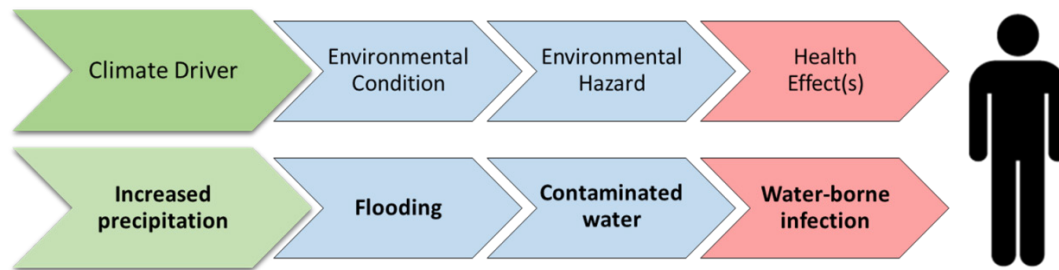 Climate Driver
Environmental
Condition
Environmental
Hazard
Health
Effect(s)
Increased
precipitation
Flooding
Contaminated
water
Water-borne
infection